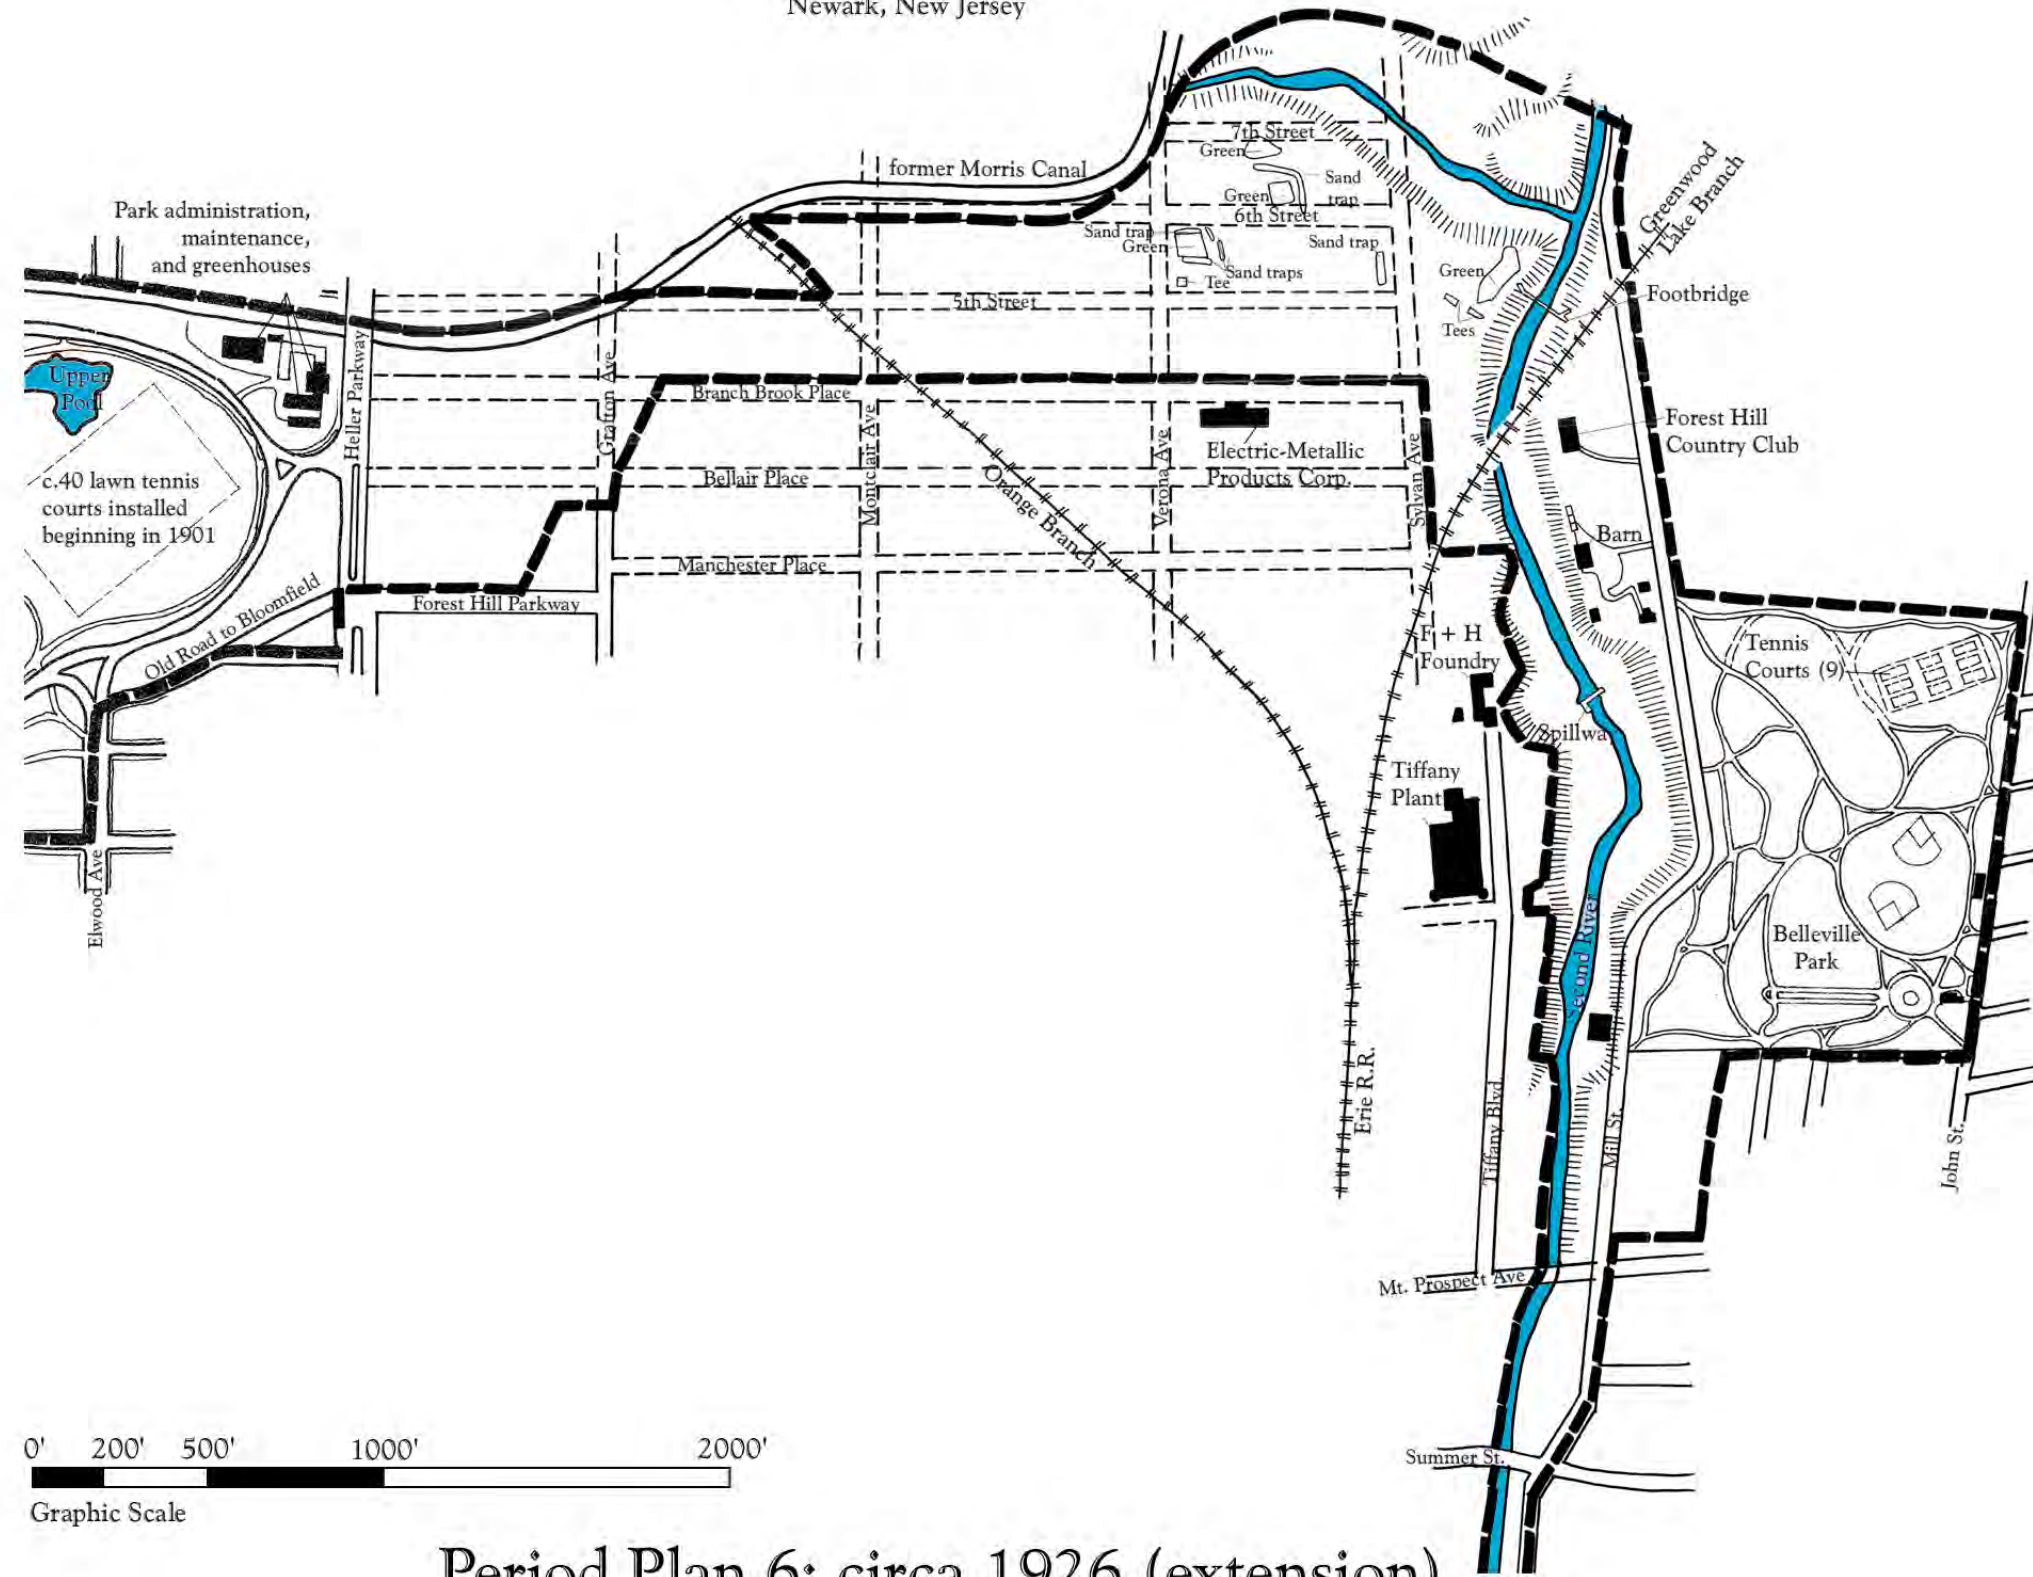 Newark, New Jersey
former Morris Canal
7th Street
Green
Sand
trap
Green
6th Street
Sand trap
Green
Sand trap
Sand traps
Tee
Green
Tees
Greenwood
Lake Branch
Footbridge
Park administration,
maintenance,
and greenhouses
5th Street
Upper
Pool
Heller Parkway
Grafton Ave
Branch Brook Place
Montclair Ave
Verona Ave
Sylvan Ave
Electric-Metallic
Products Corp.
Forest Hill
Country Club
c.40 lawn tennis
courts installed
beginning in 1901
Bellair Place
Orange Branch
Barn
Manchester Place
Old Road to Bloomfield
Forest Hill Parkway
F + H
Foundry
Tennis
Courts (9)
Spillwa
Tiffany
Plant
Elwood Ave
Second River
Belleville
Park
Erie R.R.
Tiffany Blvd.
Mill St.
John St.
Mt. Prospect Ave
Summer St.
0' 200' 500' 1000' 2000'
Graphic Scale
Period Plan 6: circa 1926 (extension)